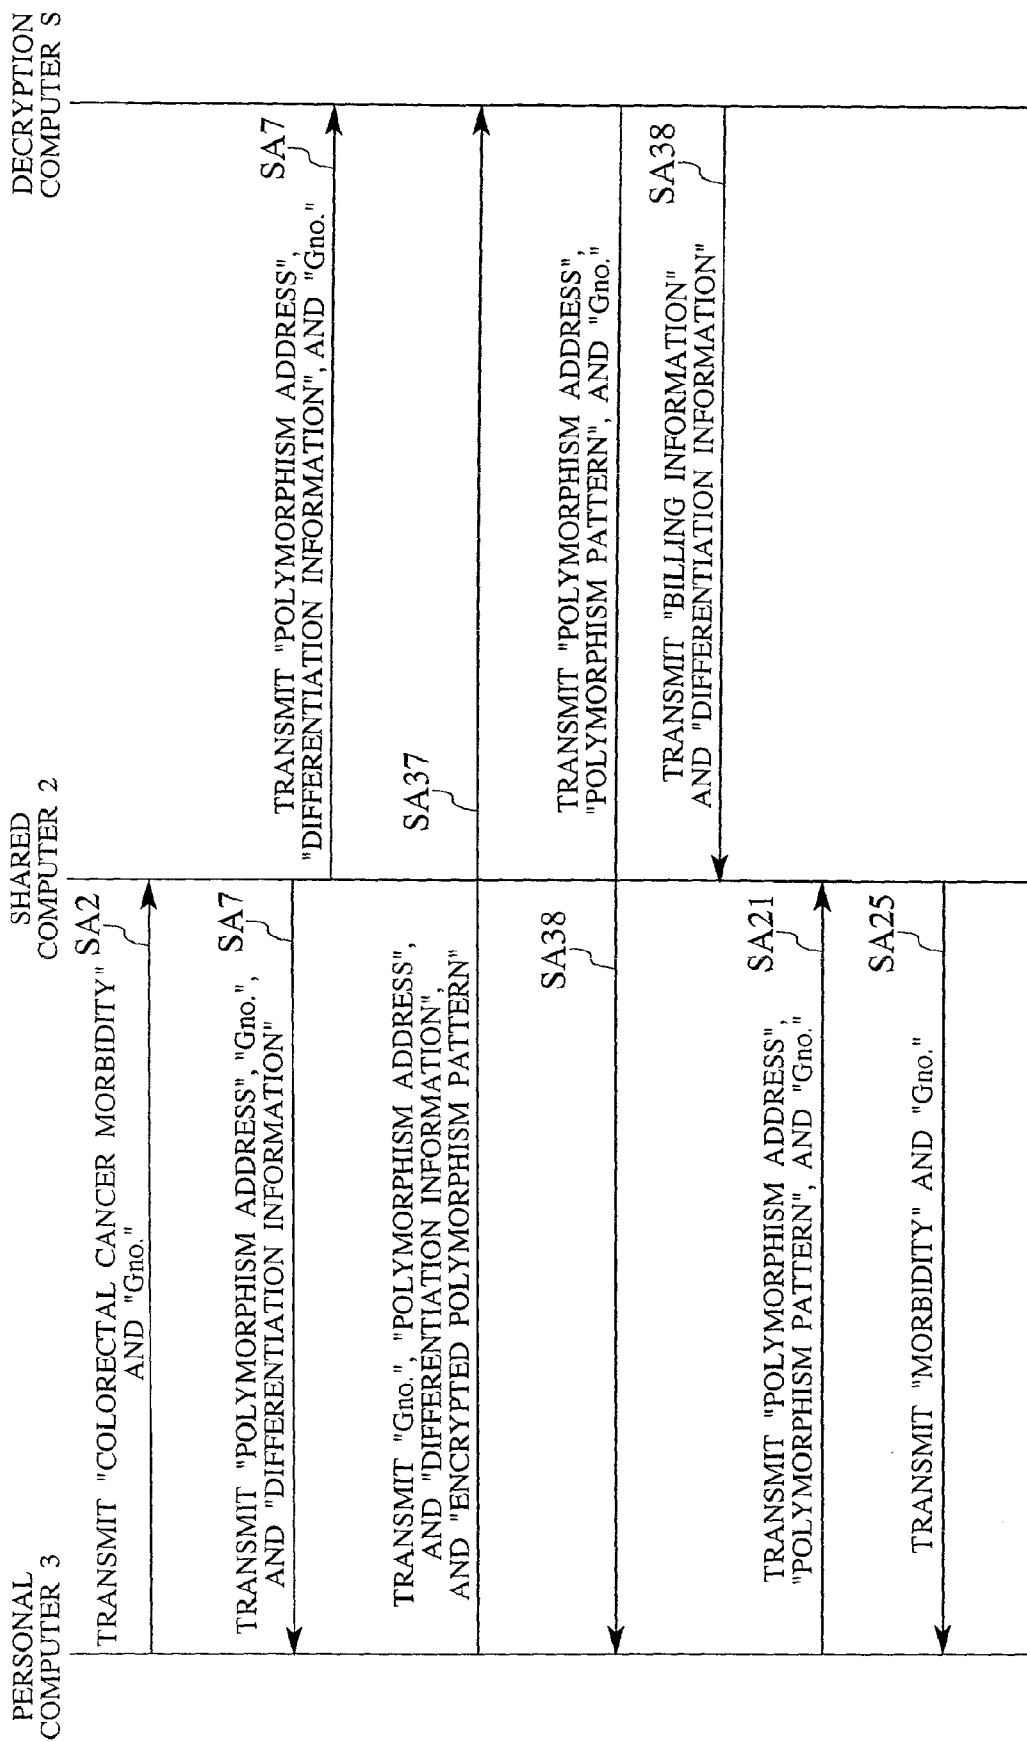 PERSONAL
COMPUTER 3
SHARED
COMPUTER 2
DECRYPTION
COMPUTER S
TRANSMIT "COLORECTAL CANCER MORBIDITY"
AND "Gno."
SA2
TRANSMIT "POLYMORPHISM ADDRESS", "Gno.",
AND "DIFFERENTIATION INFORMATION"
SA7
TRANSMIT "POLYMORPHISM ADDRESS",
"DIFFERENTIATION INFORMATION", AND "Gno."
SA7
TRANSMIT "Gno.", "POLYMORPHISM ADDRESS",
AND "DIFFERENTIATION INFORMATION",
AND "ENCRYPTED POLYMORPHISM PATTERN"
SA37
TRANSMIT "POLYMORPHISM ADDRESS",
"POLYMORPHISM PATTERN", AND "Gno."
SA38
TRANSMIT "BILLING INFORMATION"
AND "DIFFERENTIATION INFORMATION"
SA38
TRANSMIT "POLYMORPHISM ADDRESS",
"POLYMORPHISM PATTERN", AND "Gno."
SA21
TRANSMIT "MORBIDITY" AND "Gno."
SA25